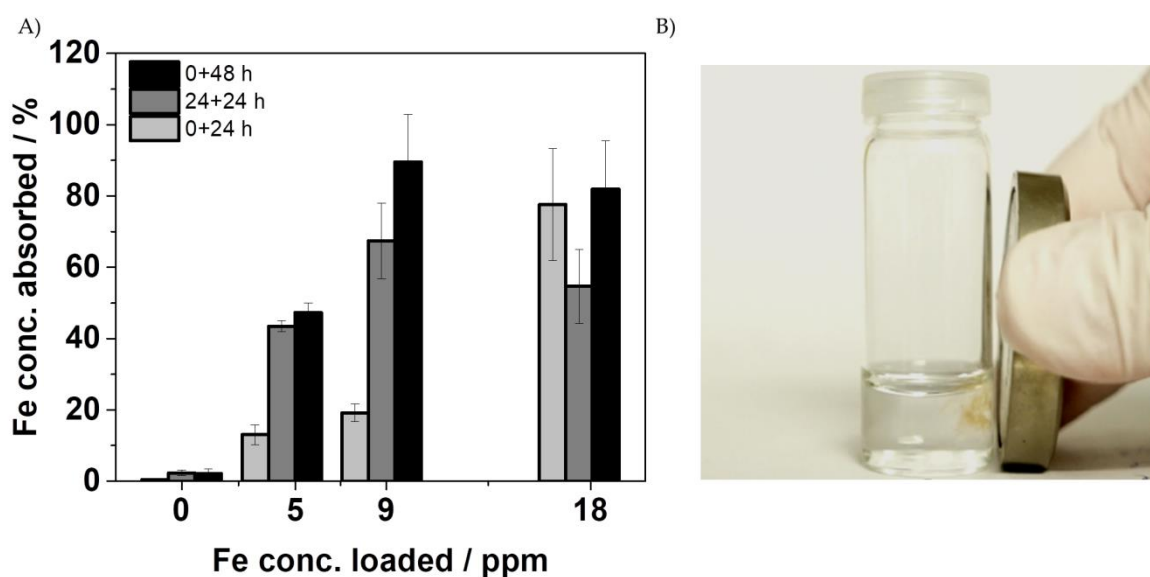 A)
B)
120
100
80
60
40
20
0
Fe conc. absorbed / %
0+48 h
24+24 h
0+24 h
0 5 9 18
Fe conc. loaded / ppm